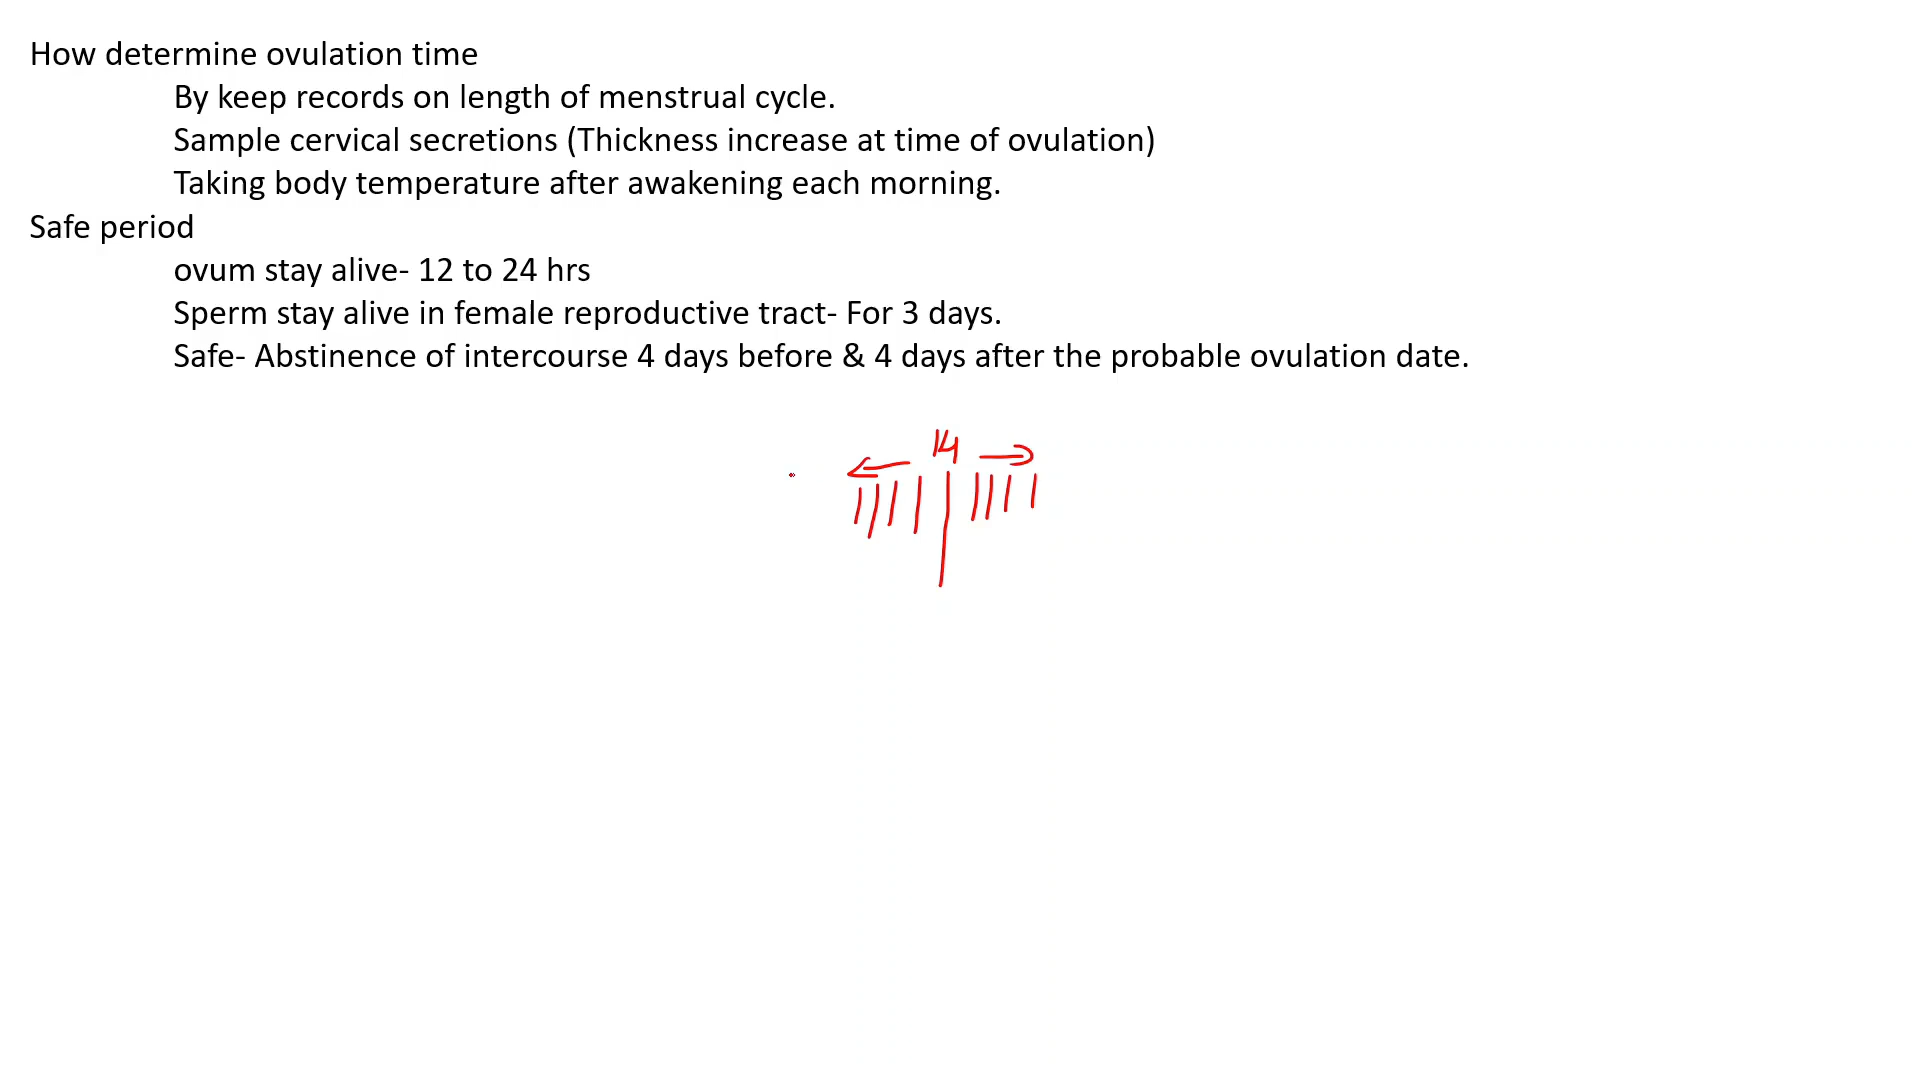 How determine ovulation time
By keep records on length of menstrual cycle.
Sample cervical secretions (Thickness increase at time of ovulation)
Taking body temperature after awakening each morning.
Safe period
ovum stay alive- 12 to 24 hrs
Sperm stay alive in female reproductive tract- For 3 days.
Safe- Abstinence of intercourse 4 days before & 4 days after the probable ovulation date.
14